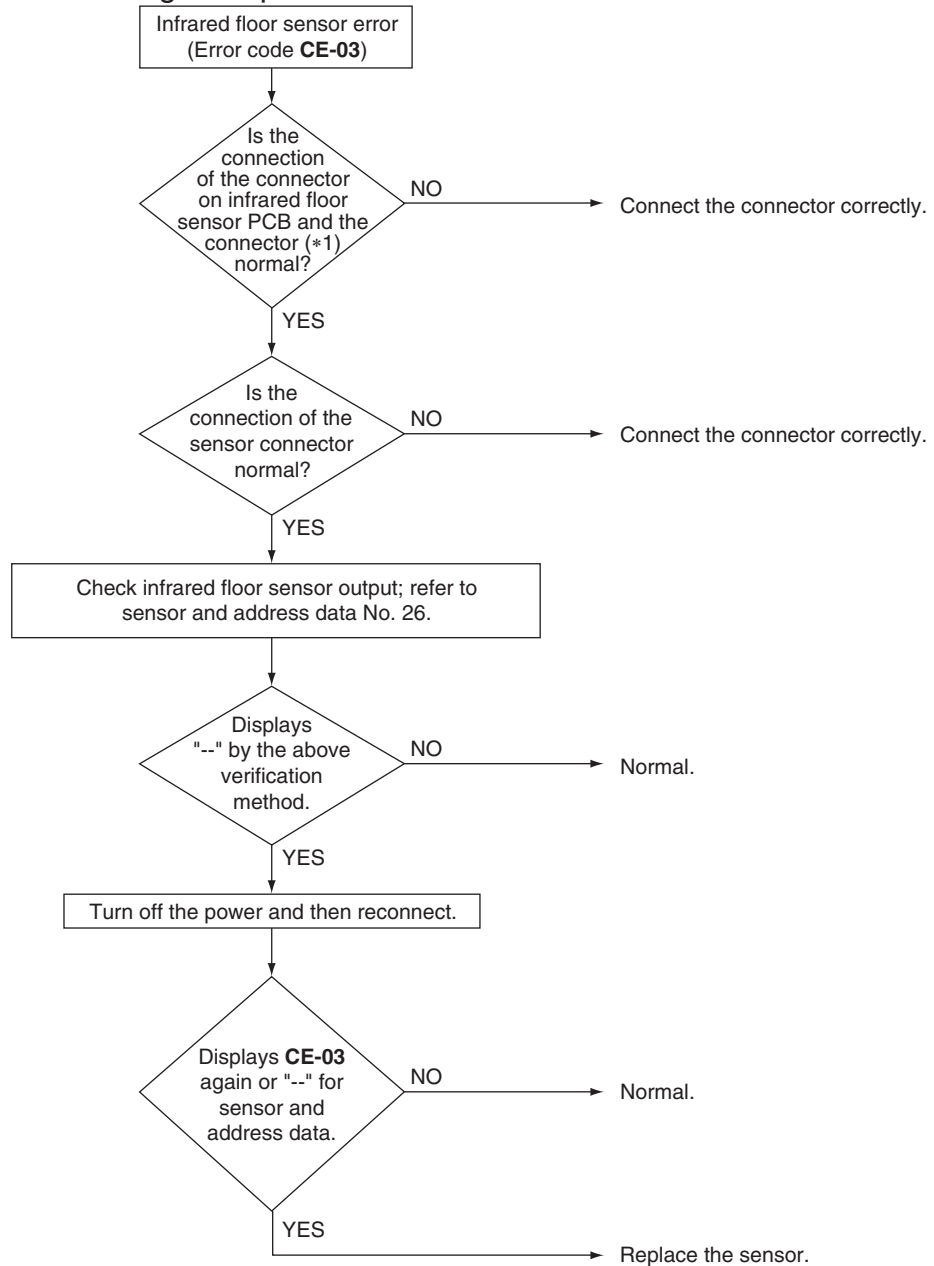 Infrared floor sensor error
(Error code CE-03)
Is the
connection
of the connector
on infrared floor
sensor PCB and the
connector (*1)
normal?
NO
Connect the connector correctly.
YES
Is the
connection of the
sensor connector
normal?
NO
Connect the connector correctly.
YES
Check infrared floor sensor output; refer to
sensor and address data No. 26.
Displays
"--" by the above
verification
method.
NO
Normal.
YES
Turn off the power and then reconnect.
Displays CE-03
again or "--" for
sensor and
address data.
NO
Normal.
YES
Replace the sensor.